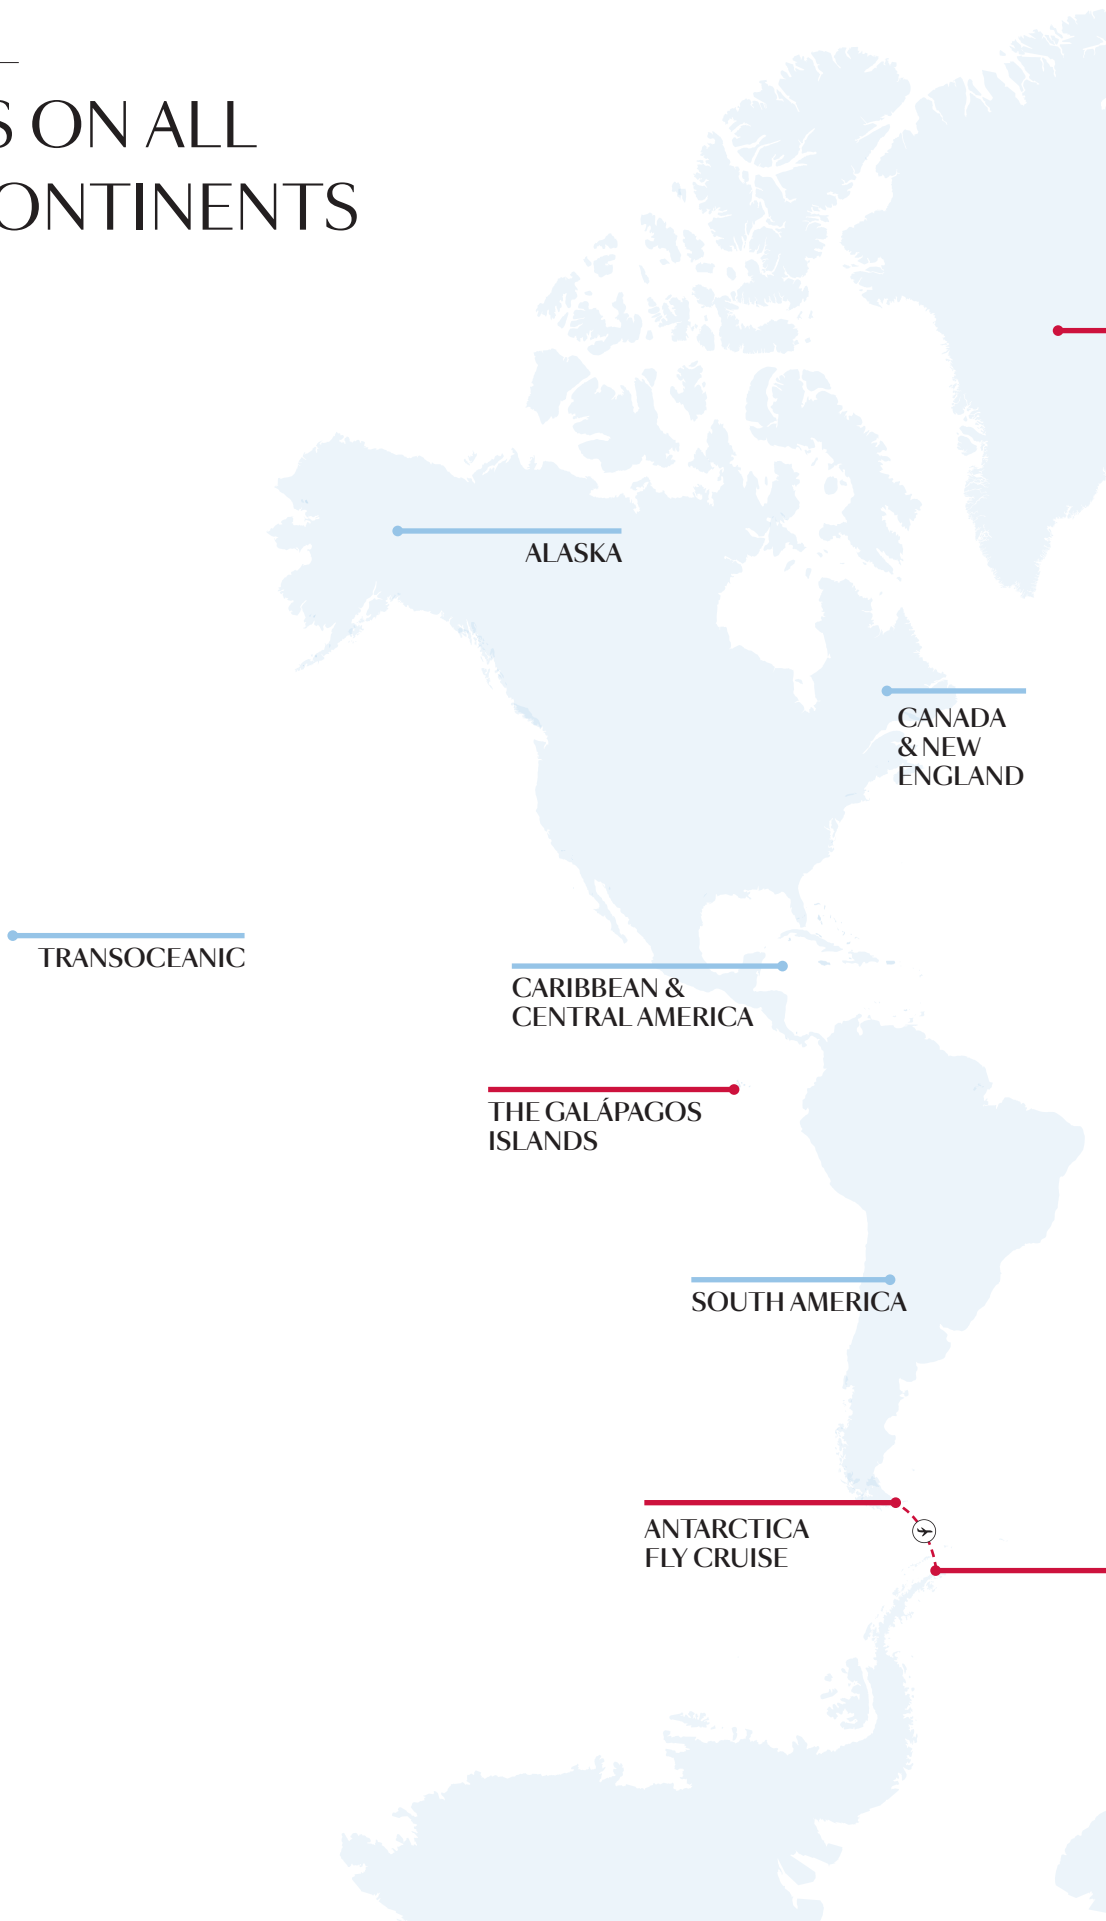 S ON ALL
ONTINENTS
ALASKA
CANADA
& NEW
ENGLAND
TRANSOCEANIC
CARIBBEAN &
CENTRAL AMERICA
THE GALÁPAGOS
ISLANDS
SOUTH AMERICA
ANTARCTICA
FLY CRUISE